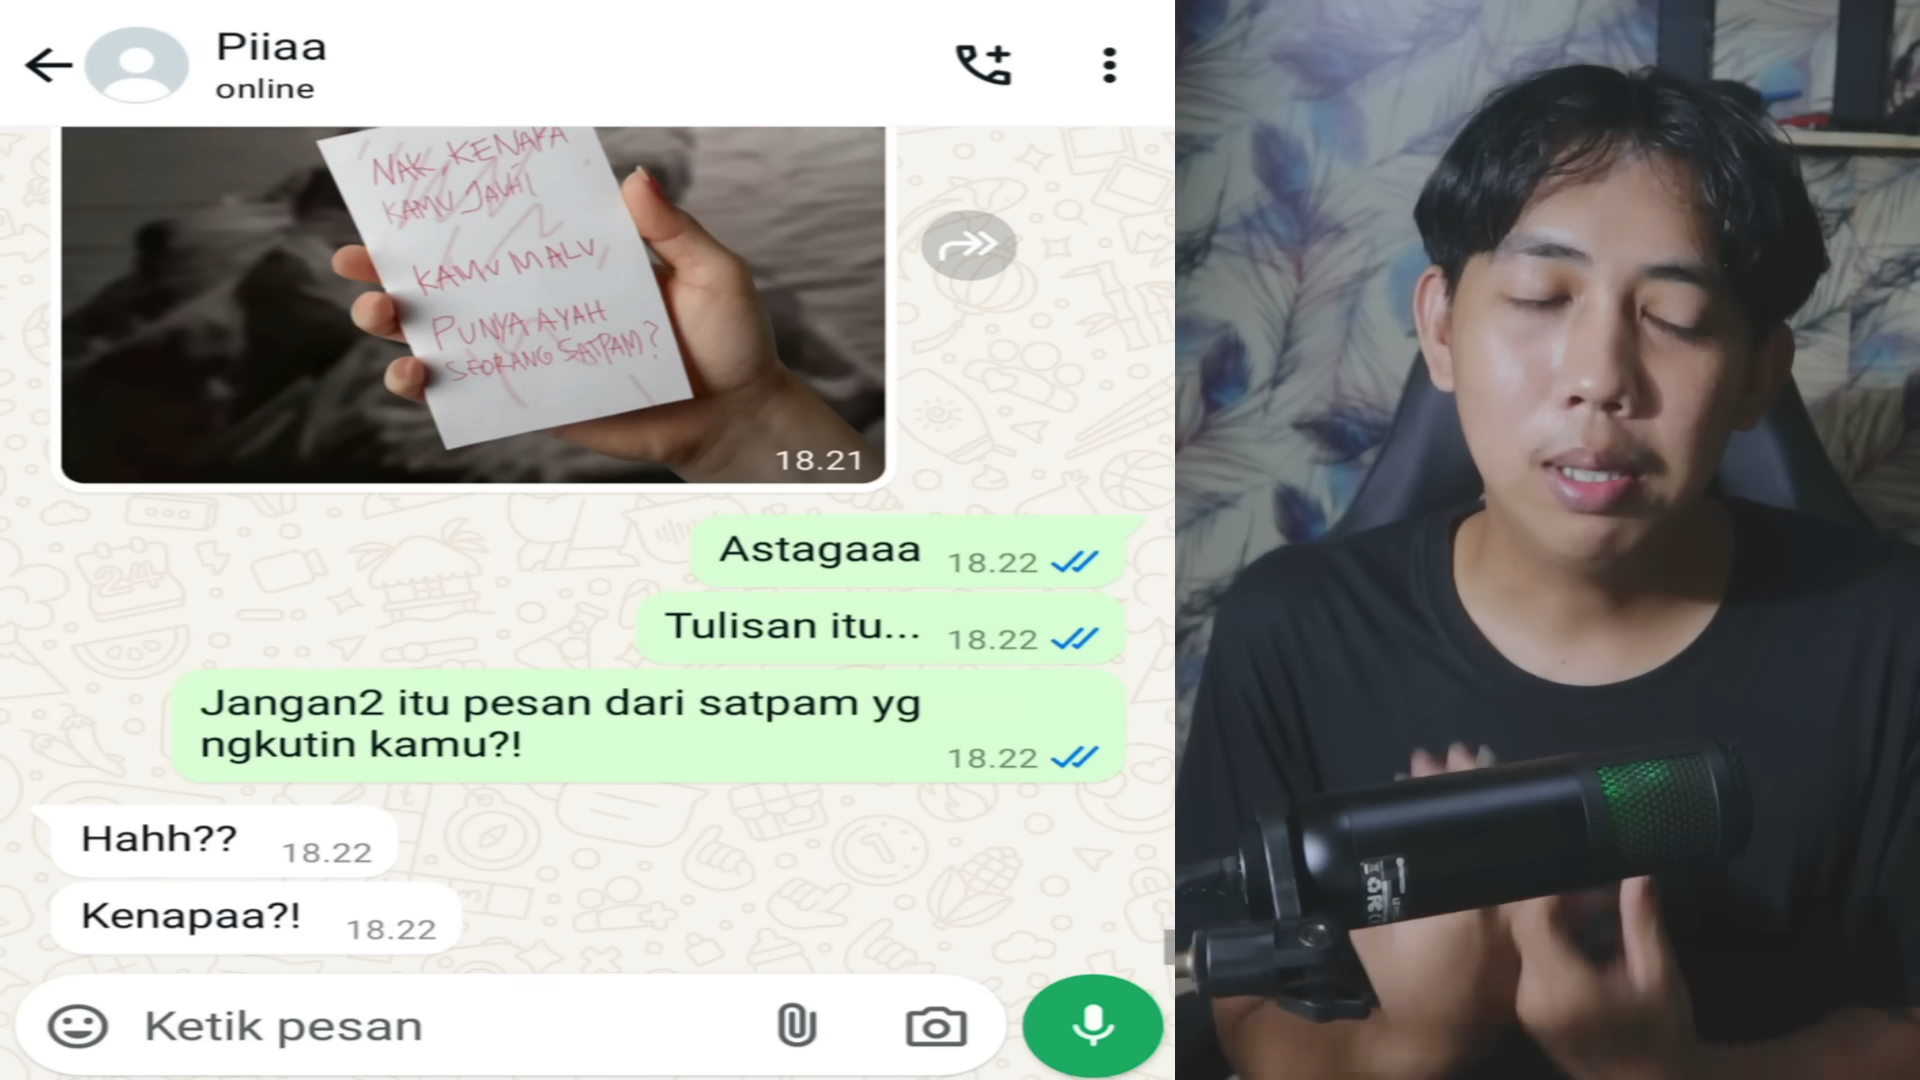 Piiaa
online
NAK, KENAPA
KAMU JAUHI
KAMU MALU
PUNYA AYAH
SEORANG SATPAM?
18.21
Astagaaa 18.22
Tulisan itu... 18.22
Jangan2 itu pesan dari satpam yg
ngkutin kamu?! 18.22
Hahh?? 18.22
Kenapaa?! 18.22
Ketik pesan